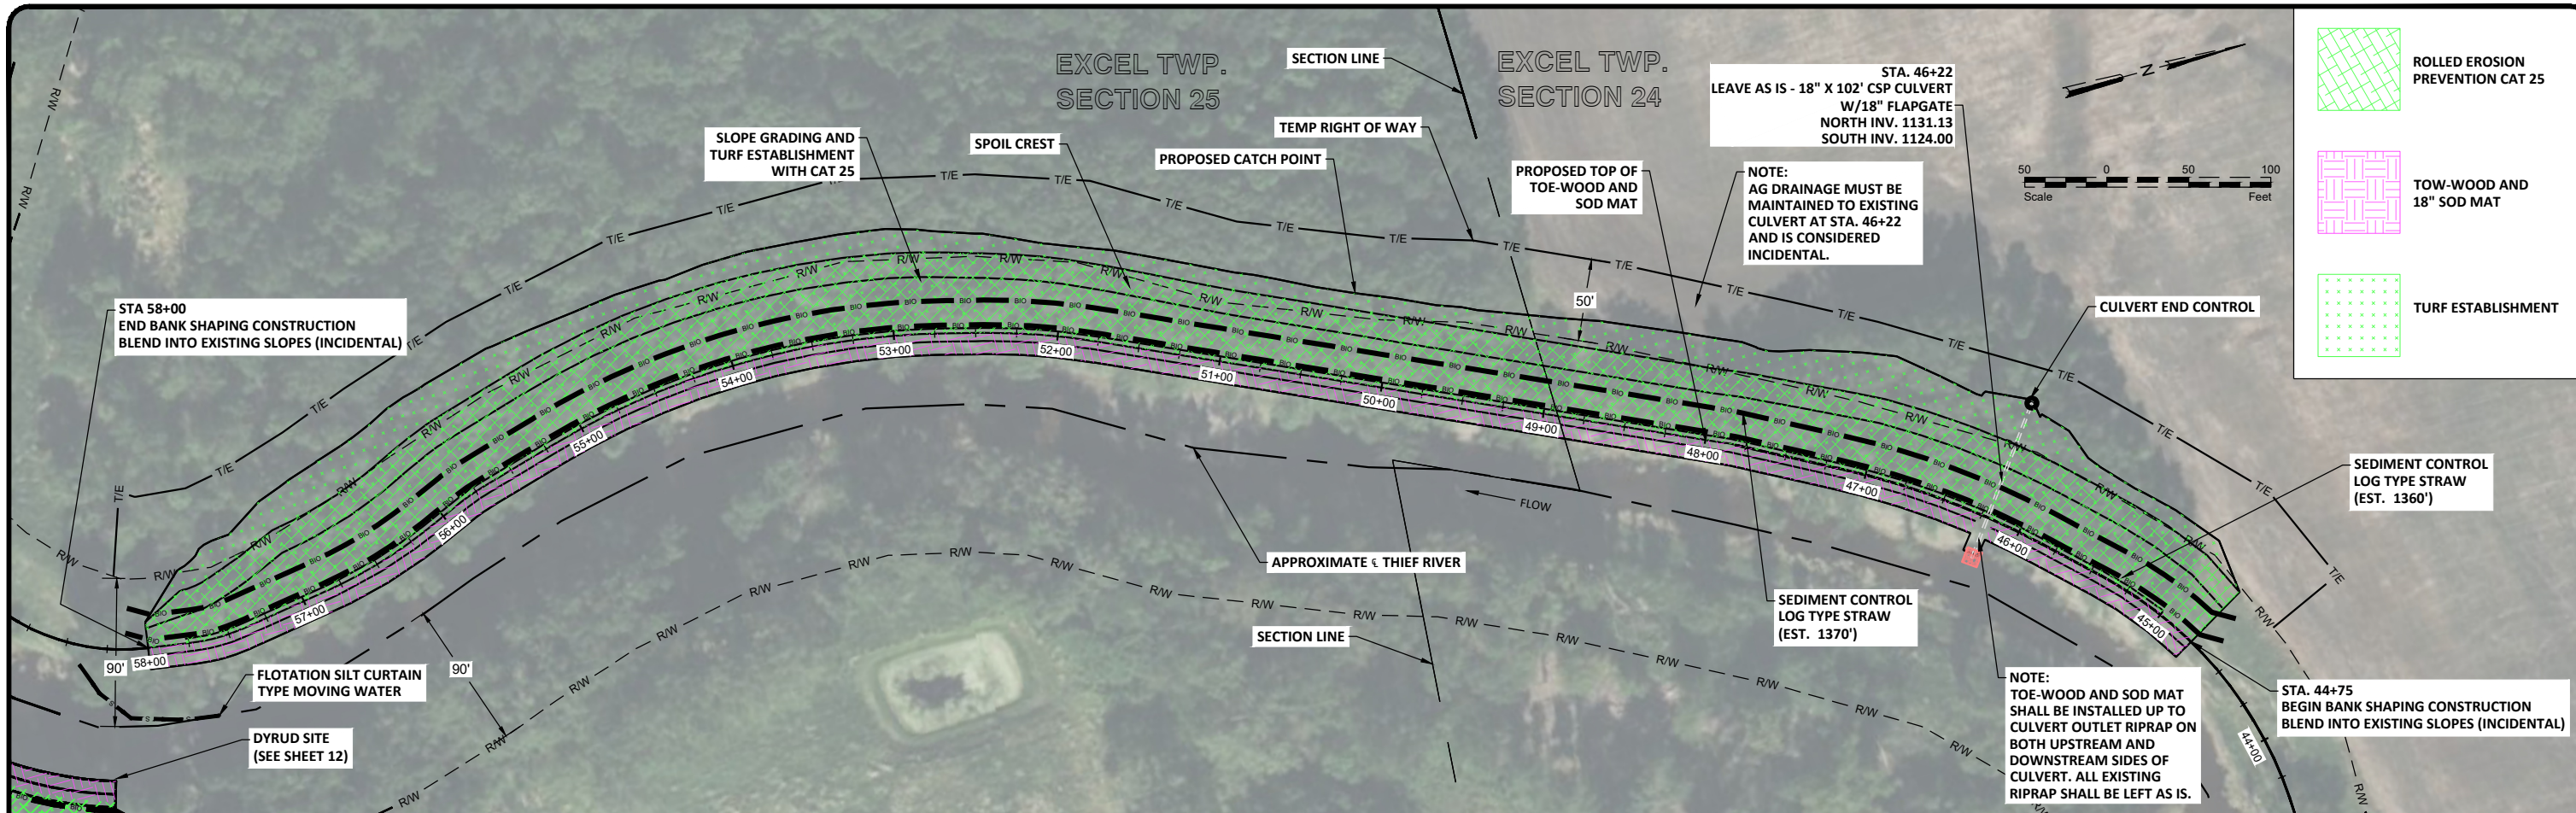 EXCEL TWP.
SECTION 25
SECTION LINE
EXCEL TWP.
SECTION 24
STA. 46+22
LEAVE AS IS - 18" X 102' CSP CULVERT
W/18" FLAPGATE
NORTH INV. 1131.13
SOUTH INV. 1124.00
N
50 0 50 100
Scale Feet
ROLLED EROSION
PREVENTION CAT 25
TOW-WOOD AND
18" SOD MAT
TURF ESTABLISHMENT
SLOPE GRADING AND
TURF ESTABLISHMENT
WITH CAT 25
SPOIL CREST
TEMP RIGHT OF WAY
PROPOSED CATCH POINT
PROPOSED TOP OF
TOE-WOOD AND
SOD MAT
NOTE:
AG DRAINAGE MUST BE
MAINTAINED TO EXISTING
CULVERT AT STA. 46+22
AND IS CONSIDERED
INCIDENTAL.
CULVERT END CONTROL
50'
STA 58+00
END BANK SHAPING CONSTRUCTION
BLEND INTO EXISTING SLOPES (INCIDENTAL)
T/E
R/W
BIO
58+00
57+00
56+00
55+00
54+00
53+00
52+00
51+00
50+00
49+00
48+00
47+00
46+00
45+00
44+00
SEDIMENT CONTROL
LOG TYPE STRAW
(EST. 1360')
FLOW
APPROXIMATE ℄ THIEF RIVER
SEDIMENT CONTROL
LOG TYPE STRAW
(EST. 1370')
SECTION LINE
90'
90'
FLOTATION SILT CURTAIN
TYPE MOVING WATER
S S S
DYRUD SITE
(SEE SHEET 12)
NOTE:
TOE-WOOD AND SOD MAT
SHALL BE INSTALLED UP TO
CULVERT OUTLET RIPRAP ON
BOTH UPSTREAM AND
DOWNSTREAM SIDES OF
CULVERT. ALL EXISTING
RIPRAP SHALL BE LEFT AS IS.
STA. 44+75
BEGIN BANK SHAPING CONSTRUCTION
BLEND INTO EXISTING SLOPES (INCIDENTAL)